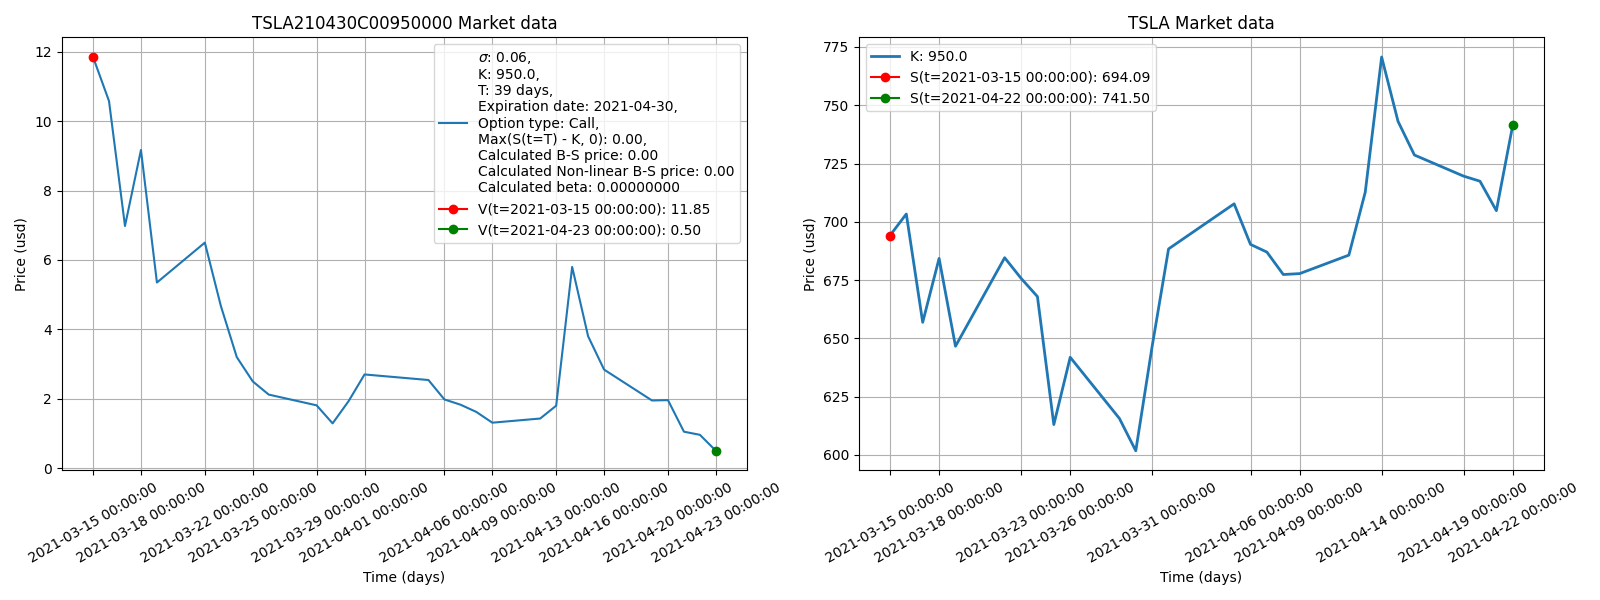 TSLA210430C00950000 Market data
12
10
8
6
4
2
0
Price (usd)
σ: 0.06,
K: 950.0,
T: 39 days,
Expiration date: 2021-04-30,
Option type: Call,
Max(S(t=T) - K, 0): 0.00,
Calculated B-S price: 0.00
Calculated Non-linear B-S price: 0.00
Calculated beta: 0.00000000
V(t=2021-03-15 00:00:00): 11.85
V(t=2021-04-23 00:00:00): 0.50
2021-03-15 00:00:00
2021-03-18 00:00:00
2021-03-22 00:00:00
2021-03-25 00:00:00
2021-03-29 00:00:00
2021-04-01 00:00:00
2021-04-06 00:00:00
2021-04-09 00:00:00
2021-04-13 00:00:00
2021-04-16 00:00:00
2021-04-20 00:00:00
2021-04-23 00:00:00
Time (days)
TSLA Market data
775
750
725
700
675
650
625
600
Price (usd)
K: 950.0
S(t=2021-03-15 00:00:00): 694.09
S(t=2021-04-22 00:00:00): 741.50
2021-03-15 00:00:00
2021-03-18 00:00:00
2021-03-23 00:00:00
2021-03-26 00:00:00
2021-03-31 00:00:00
2021-04-06 00:00:00
2021-04-09 00:00:00
2021-04-14 00:00:00
2021-04-19 00:00:00
2021-04-22 00:00:00
Time (days)